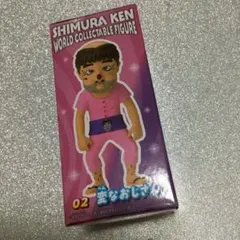 SHIMURA KEN
WORLD COLLECTABLE FIGURE
02
変なおじさん